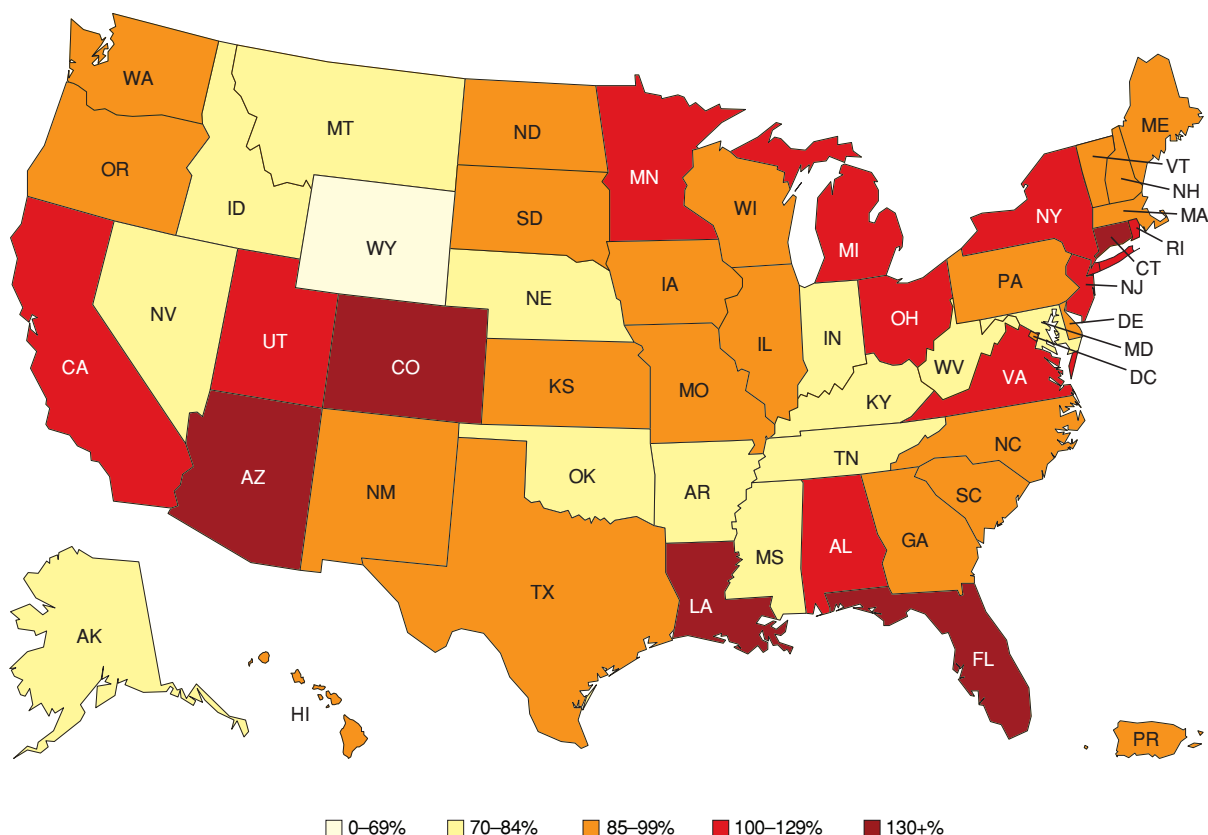 WA
MT
ND
OR
ID
MN
SD
WI
WY
MI
NY
ME
VT
NH
MA
RI
CT
NJ
PA
IA
NE
NV
UT
CO
CA
IL
IN
OH
DE
MD
DC
WV
VA
KS
MO
KY
NC
TN
AZ
NM
OK
AR
SC
GA
AL
MS
TX
LA
FL
AK
HI
PR
0–69% 70–84% 85–99% 100–129% 130+%